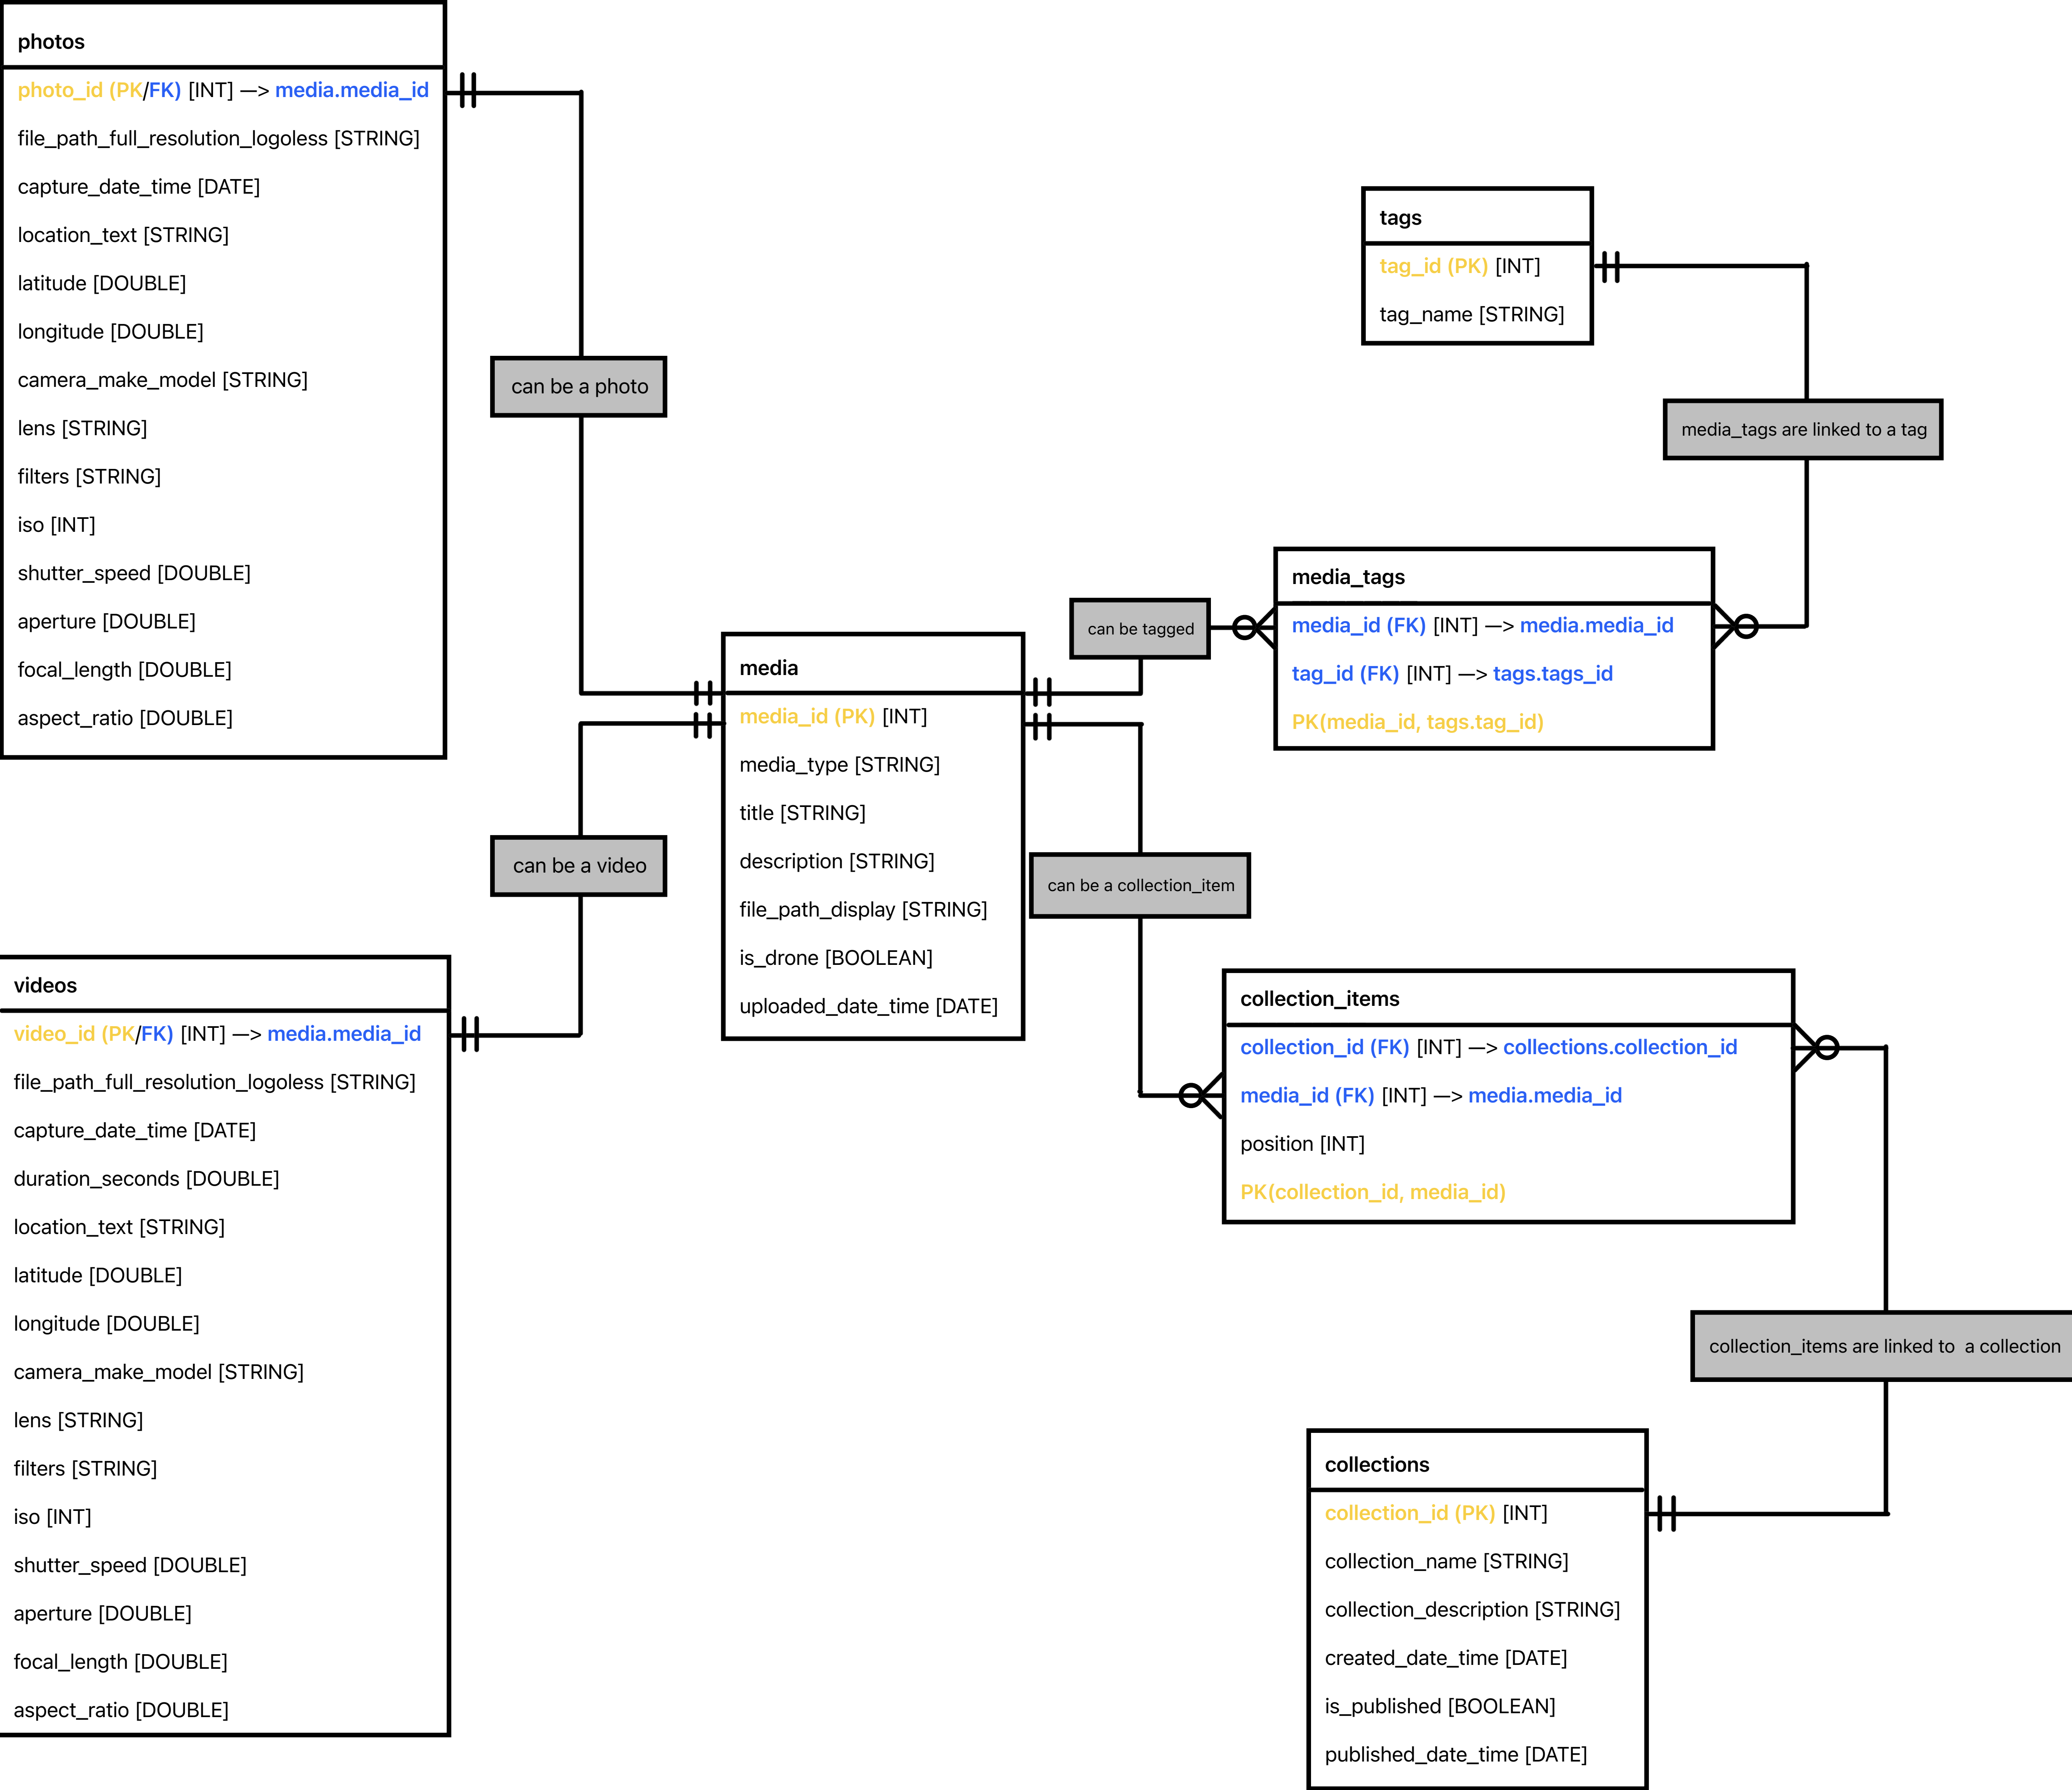 photos
photo_id (PK/FK) [INT] —> media.media_id
file_path_full_resolution_logoless [STRING]
capture_date_time [DATE]
location_text [STRING]
latitude [DOUBLE]
longitude [DOUBLE]
camera_make_model [STRING]
lens [STRING]
filters [STRING]
iso [INT]
shutter_speed [DOUBLE]
aperture [DOUBLE]
focal_length [DOUBLE]
aspect_ratio [DOUBLE]
can be a photo
tags
tag_id (PK) [INT]
tag_name [STRING]
media_tags are linked to a tag
media_tags
media_id (FK) [INT] —> media.media_id
tag_id (FK) [INT] —> tags.tags_id
PK(media_id, tags.tag_id)
can be tagged
media
media_id (PK) [INT]
media_type [STRING]
title [STRING]
description [STRING]
file_path_display [STRING]
is_drone [BOOLEAN]
uploaded_date_time [DATE]
can be a video
can be a collection_item
videos
video_id (PK/FK) [INT] —> media.media_id
file_path_full_resolution_logoless [STRING]
capture_date_time [DATE]
duration_seconds [DOUBLE]
location_text [STRING]
latitude [DOUBLE]
longitude [DOUBLE]
camera_make_model [STRING]
lens [STRING]
filters [STRING]
iso [INT]
shutter_speed [DOUBLE]
aperture [DOUBLE]
focal_length [DOUBLE]
aspect_ratio [DOUBLE]
collection_items
collection_id (FK) [INT] —> collections.collection_id
media_id (FK) [INT] —> media.media_id
position [INT]
PK(collection_id, media_id)
collection_items are linked to  a collection
collections
collection_id (PK) [INT]
collection_name [STRING]
collection_description [STRING]
created_date_time [DATE]
is_published [BOOLEAN]
published_date_time [DATE]